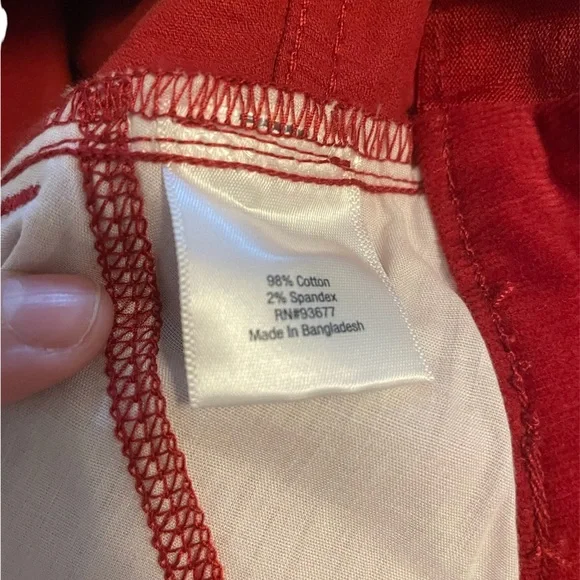 98% Cotton
2% Spandex
RN#93677
Made In Bangladesh